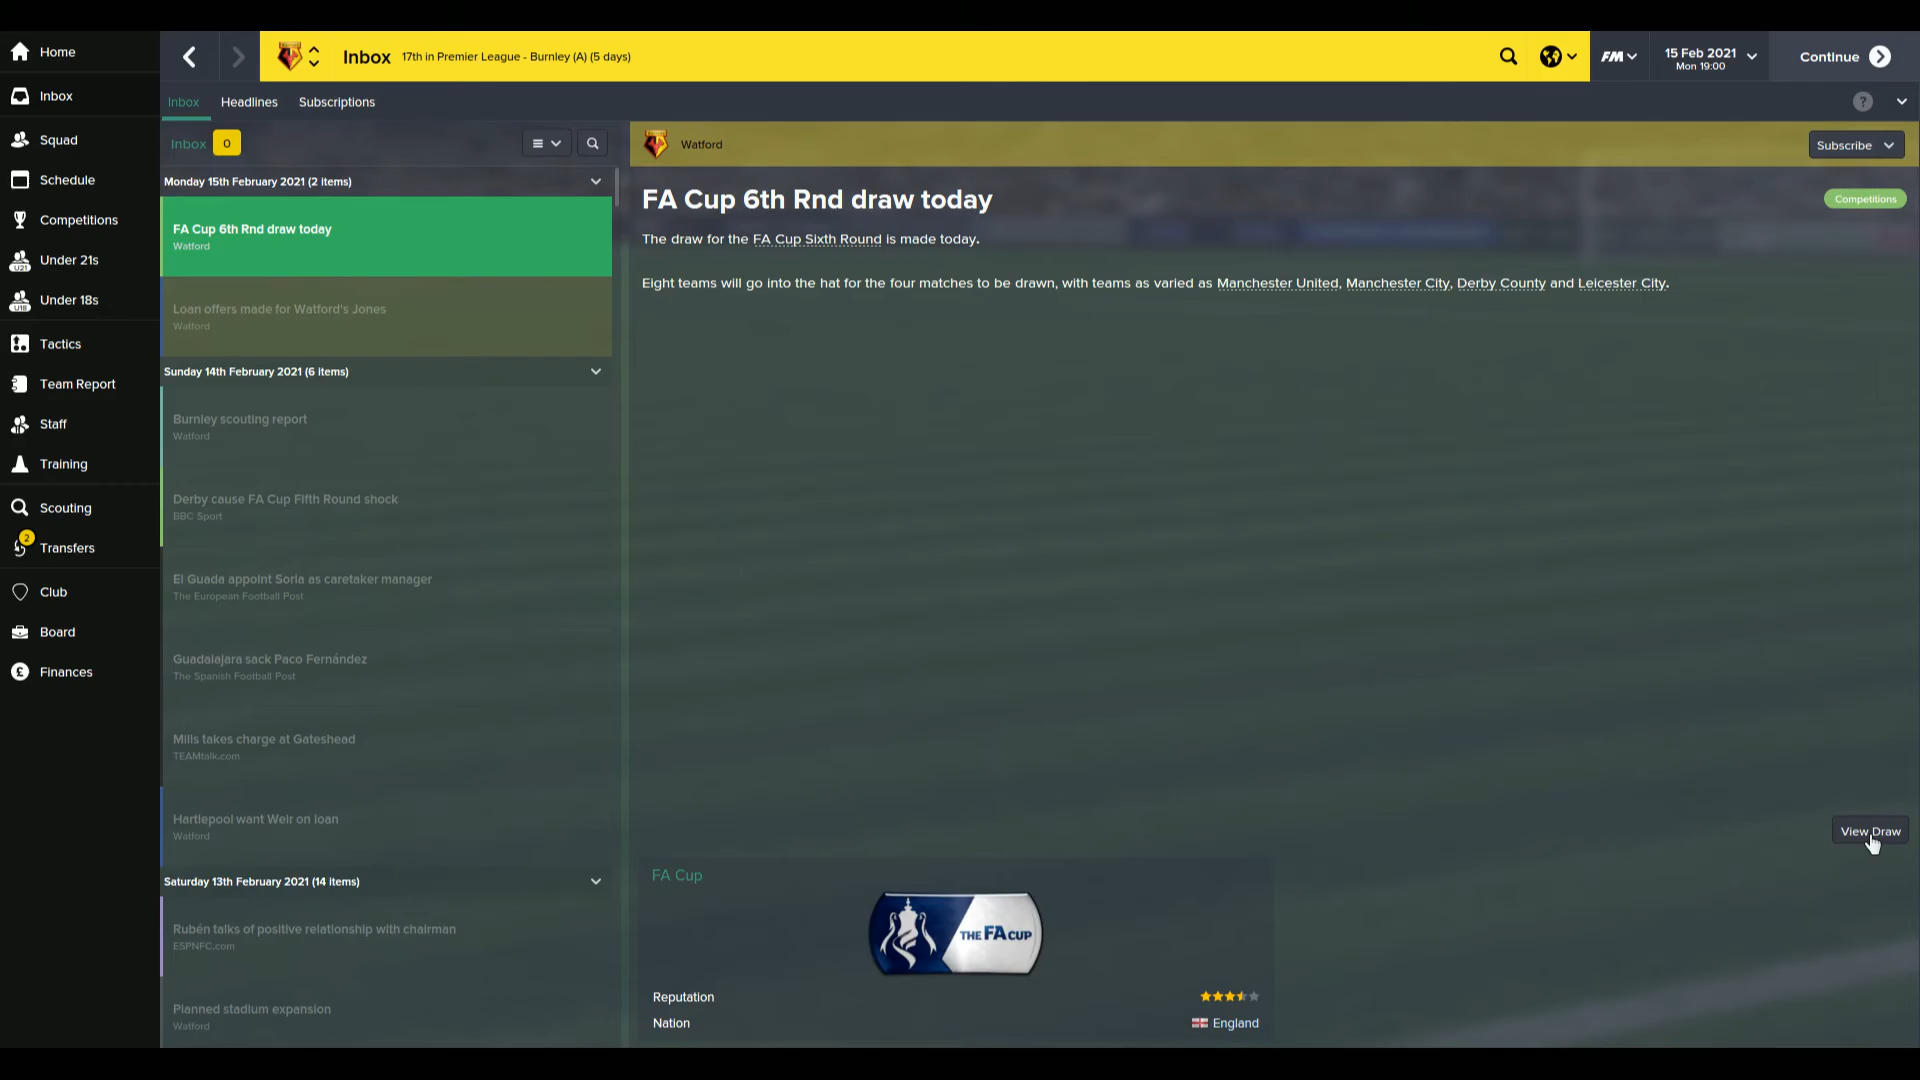 Home
Inbox
Squad
Schedule
Competitions
U21
Under 21s
U18
Under 18s
Tactics
Team Report
Staff
Training
Scouting
2
Transfers
Club
Board
Finances
Inbox 17th in Premier League - Burnley (A) (5 days)
FM
15 Feb 2021
Mon 19:00
Continue
Inbox Headlines Subscriptions
?
Inbox 0
Monday 15th February 2021 (2 items)
FA Cup 6th Rnd draw today
Watford
Loan offers made for Watford's Jones
Watford
Sunday 14th February 2021 (6 items)
Burnley scouting report
Watford
Derby cause FA Cup Fifth Round shock
BBC Sport
El Guada appoint Soria as caretaker manager
The European Football Post
Guadalajara sack Paco Fernández
The Spanish Football Post
Mills takes charge at Gateshead
TEAMtalk.com
Hartlepool want Weir on loan
Watford
Saturday 13th February 2021 (14 items)
Rubén talks of positive relationship with chairman
ESPNFC.com
Planned stadium expansion
Watford
Watford
Subscribe
FA Cup 6th Rnd draw today
Competitions
The draw for the FA Cup Sixth Round is made today.
Eight teams will go into the hat for the four matches to be drawn, with teams as varied as Manchester United, Manchester City, Derby County and Leicester City.
View Draw
FA Cup
THE FA CUP
Reputation
Nation England